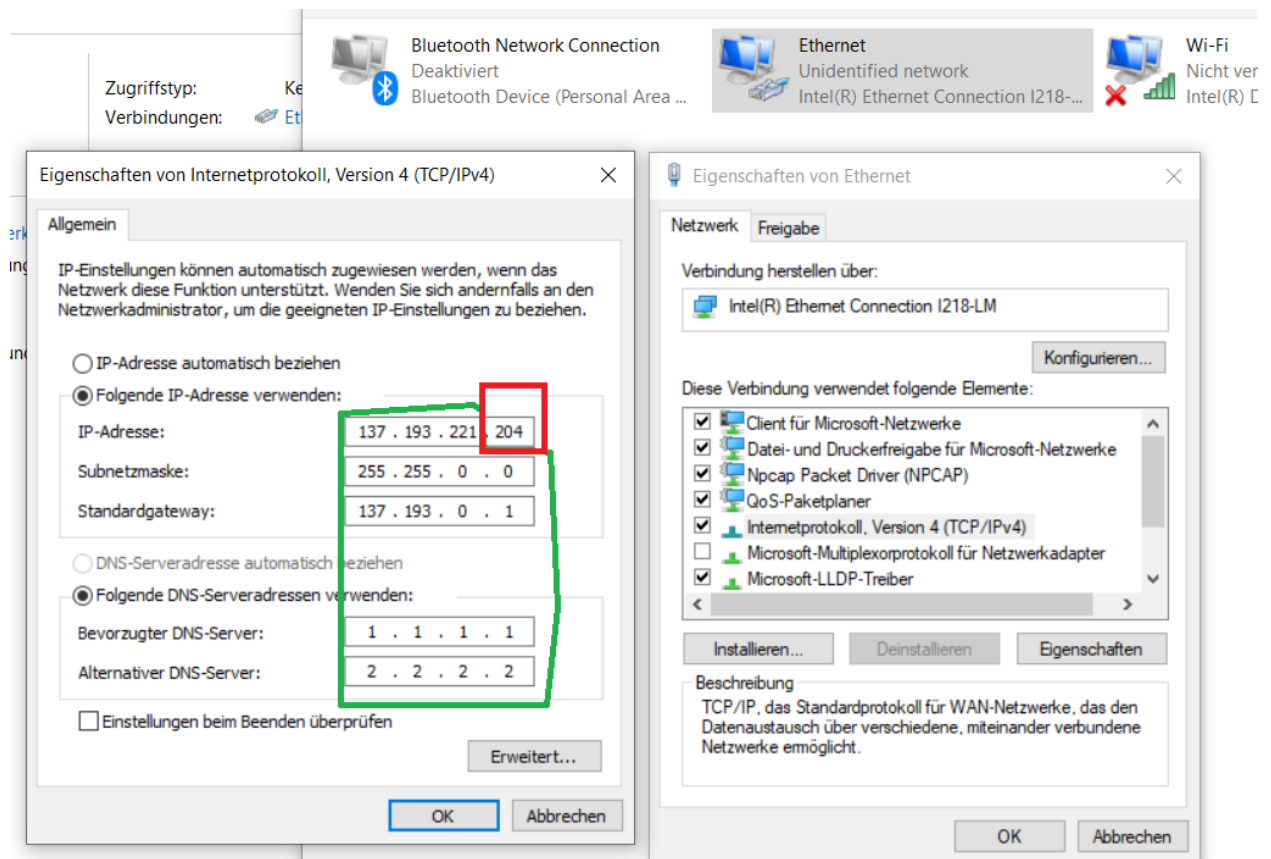 Bluetooth Network Connection
Deaktiviert
Bluetooth Device (Personal Area ...
Ethernet
Unidentified network
Intel(R) Ethernet Connection I218-...
Wi-Fi
Nicht ver
Intel(R)
Zugriffstyp:
Ke
Verbindungen:
Et
Eigenschaften von Internetprotokoll, Version 4 (TCP/IPv4)
Allgemein
IP-Einstellungen können automatisch zugewiesen werden, wenn das
Netzwerk diese Funktion unterstützt. Wenden Sie sich andernfalls an den
Netzwerkadministrator, um die geeigneten IP-Einstellungen zu beziehen.
IP-Adresse automatisch beziehen
Folgende IP-Adresse verwenden:
IP-Adresse:
137 . 193 . 221 . 204
Subnetzmaske:
255 . 255 . 0 . 0
Standardgateway:
137 . 193 . 0 . 1
DNS-Serveradresse automatisch beziehen
Folgende DNS-Serveradressen verwenden:
Bevorzugter DNS-Server:
1 . 1 . 1 . 1
Alternativer DNS-Server:
2 . 2 . 2 . 2
Einstellungen beim Beenden überprüfen
Erweitert...
OK
Abbrechen
Eigenschaften von Ethernet
Netzwerk
Freigabe
Verbindung herstellen über:
Intel(R) Ethernet Connection I218-LM
Konfigurieren...
Diese Verbindung verwendet folgende Elemente:
Client für Microsoft-Netzwerke
Datei- und Druckerfreigabe für Microsoft-Netzwerke
Npcap Packet Driver (NPCAP)
QoS-Paketplaner
Internetprotokoll, Version 4 (TCP/IPv4)
Microsoft-Multiplexorprotokoll für Netzwerkadapter
Microsoft-LLDP-Treiber
Installieren...
Deinstallieren
Eigenschaften
Beschreibung
TCP/IP, das Standardprotokoll für WAN-Netzwerke, das den
Datenaustausch über verschiedene, miteinander verbundene
Netzwerke ermöglicht.
OK
Abbrechen